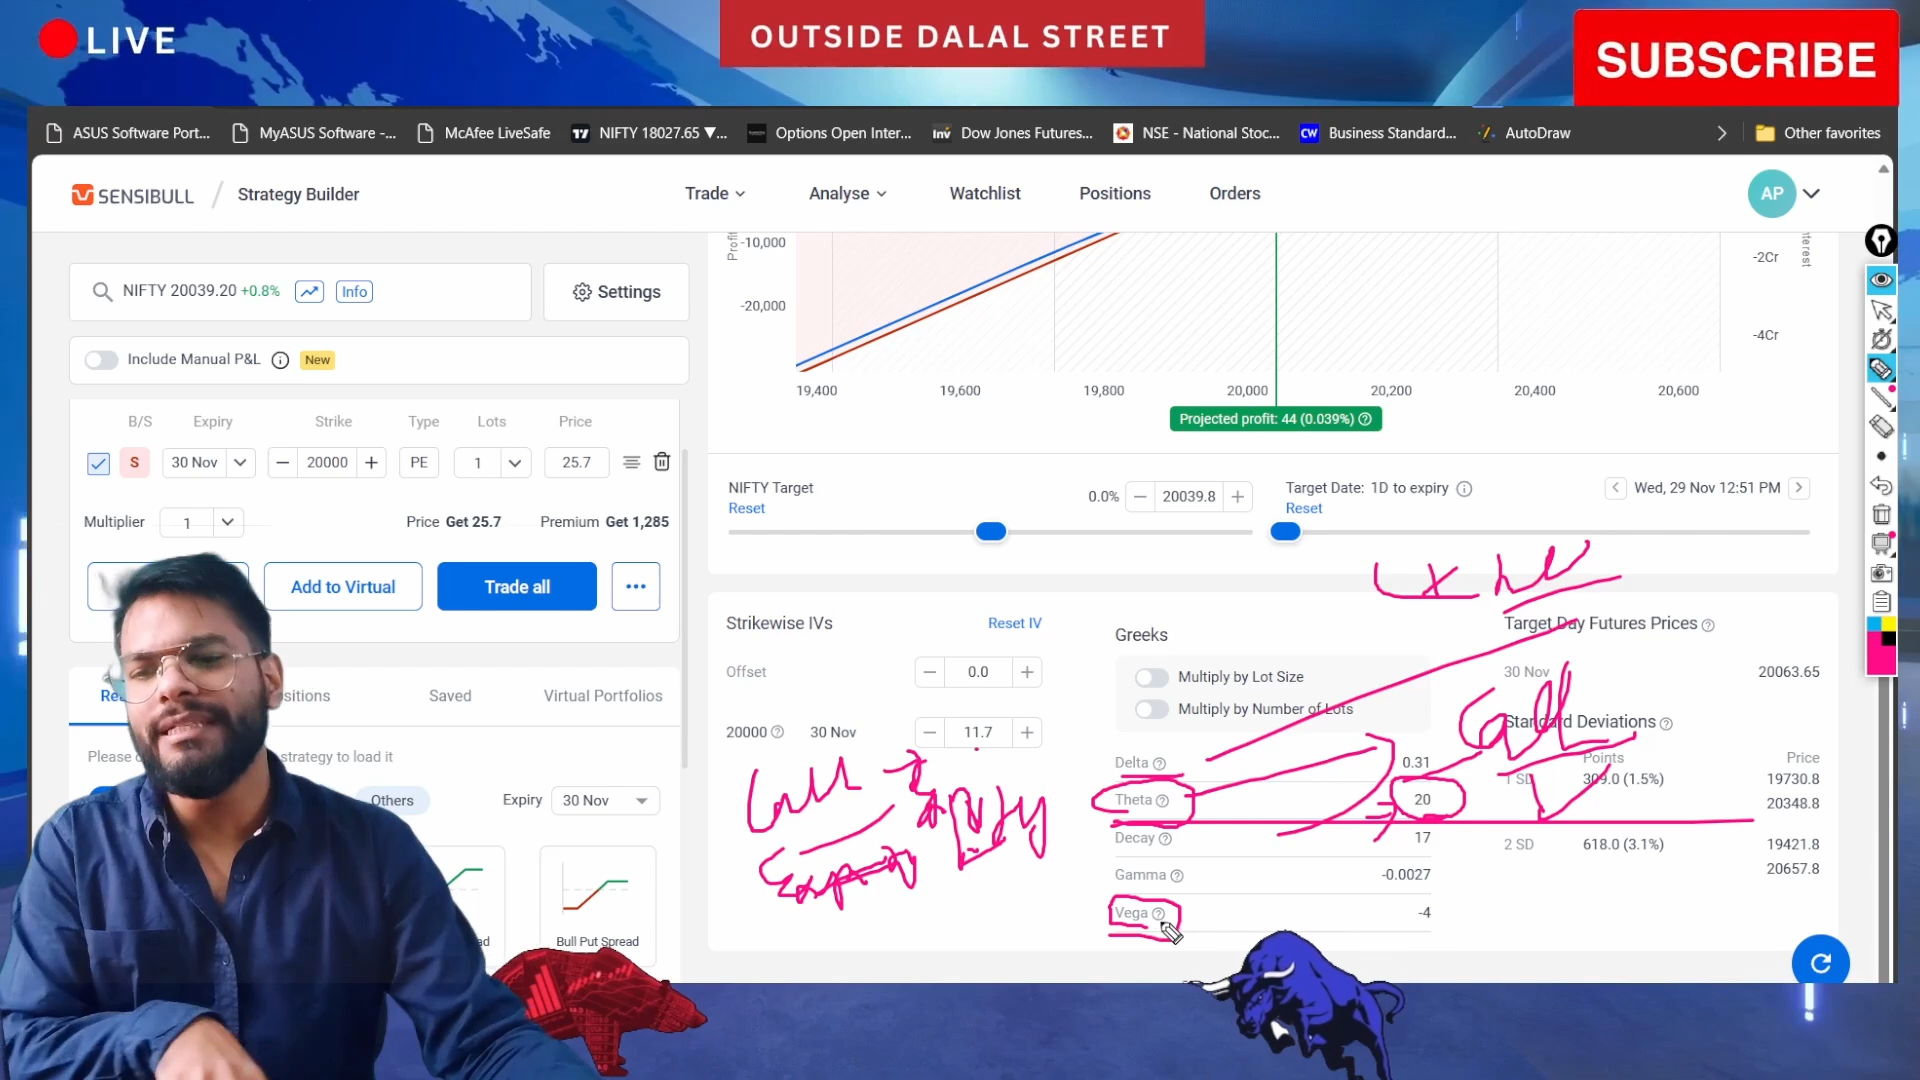 LIVE
OUTSIDE DALAL STREET
SUBSCRIBE
ASUS Software Port...
MyASUS Software -...
McAfee LiveSafe
NIFTY 18027.65 ▼...
Options Open Inter...
Dow Jones Futures...
NSE - National Stoc...
Business Standard...
AutoDraw
Other favorites
SENSIBULL / Strategy Builder
Trade
Analyse
Watchlist
Positions
Orders
AP
NIFTY 20039.20 +0.8%
Info
Settings
Include Manual P&L
New
B/S Expiry Strike Type Lots Price
S 30 Nov − 20000 + PE 1 25.7
Multiplier 1 Price Get 25.7 Premium Get 1,285
Add to Virtual
Trade all
...
Saved
Virtual Portfolios
strategy to load it
Others
Expiry 30 Nov
Bull Put Spread
-10,000
-20,000
-2Cr
-4Cr
19,400 19,600 19,800 20,000 20,200 20,400 20,600
Projected profit: 44 (0.039%)
NIFTY Target
Reset
0.0% − 20039.8 +
Target Date: 1D to expiry
Reset
Wed, 29 Nov 12:51 PM
Strikewise IVs
Reset IV
Offset − 0.0 +
20000 30 Nov − 11.7 +
Greeks
Multiply by Lot Size
Multiply by Number of Lots
Delta 0.31
Theta 20
Decay 17
Gamma -0.0027
Vega -4
Target Day Futures Prices
30 Nov 20063.65
Standard Deviations
Points Price
1 SD 309.0 (1.5%) 19730.8
20348.8
2 SD 618.0 (3.1%) 19421.8
20657.8
Call